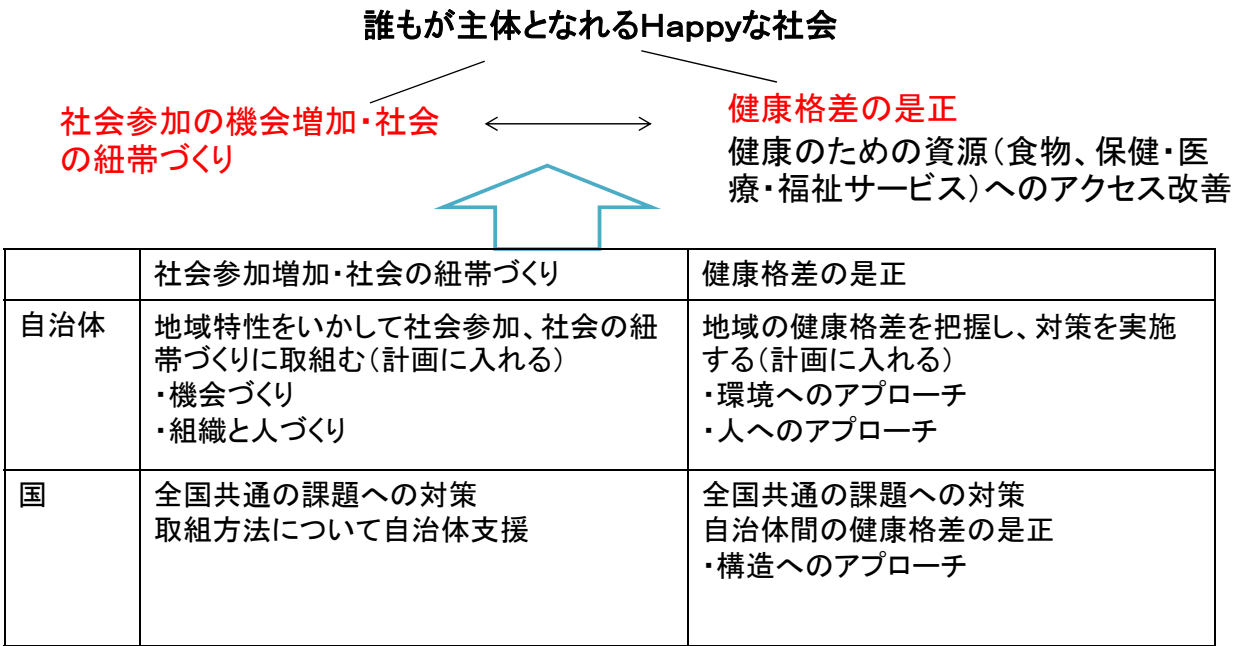 誰もが主体となれるHappyな社会
社会参加の機会増加・社会
の紐帯づくり
健康格差の是正
健康のための資源（食物、保健・医
療・福祉サービス）へのアクセス改善
社会参加増加・社会の紐帯づくり
健康格差の是正
自治体
地域特性をいかして社会参加、社会の紐
帯づくりに取組む（計画に入れる）
・機会づくり
・組織と人づくり
地域の健康格差を把握し、対策を実施
する（計画に入れる）
・環境へのアプローチ
・人へのアプローチ
国
全国共通の課題への対策
取組方法について自治体支援
全国共通の課題への対策
自治体間の健康格差の是正
・構造へのアプローチ